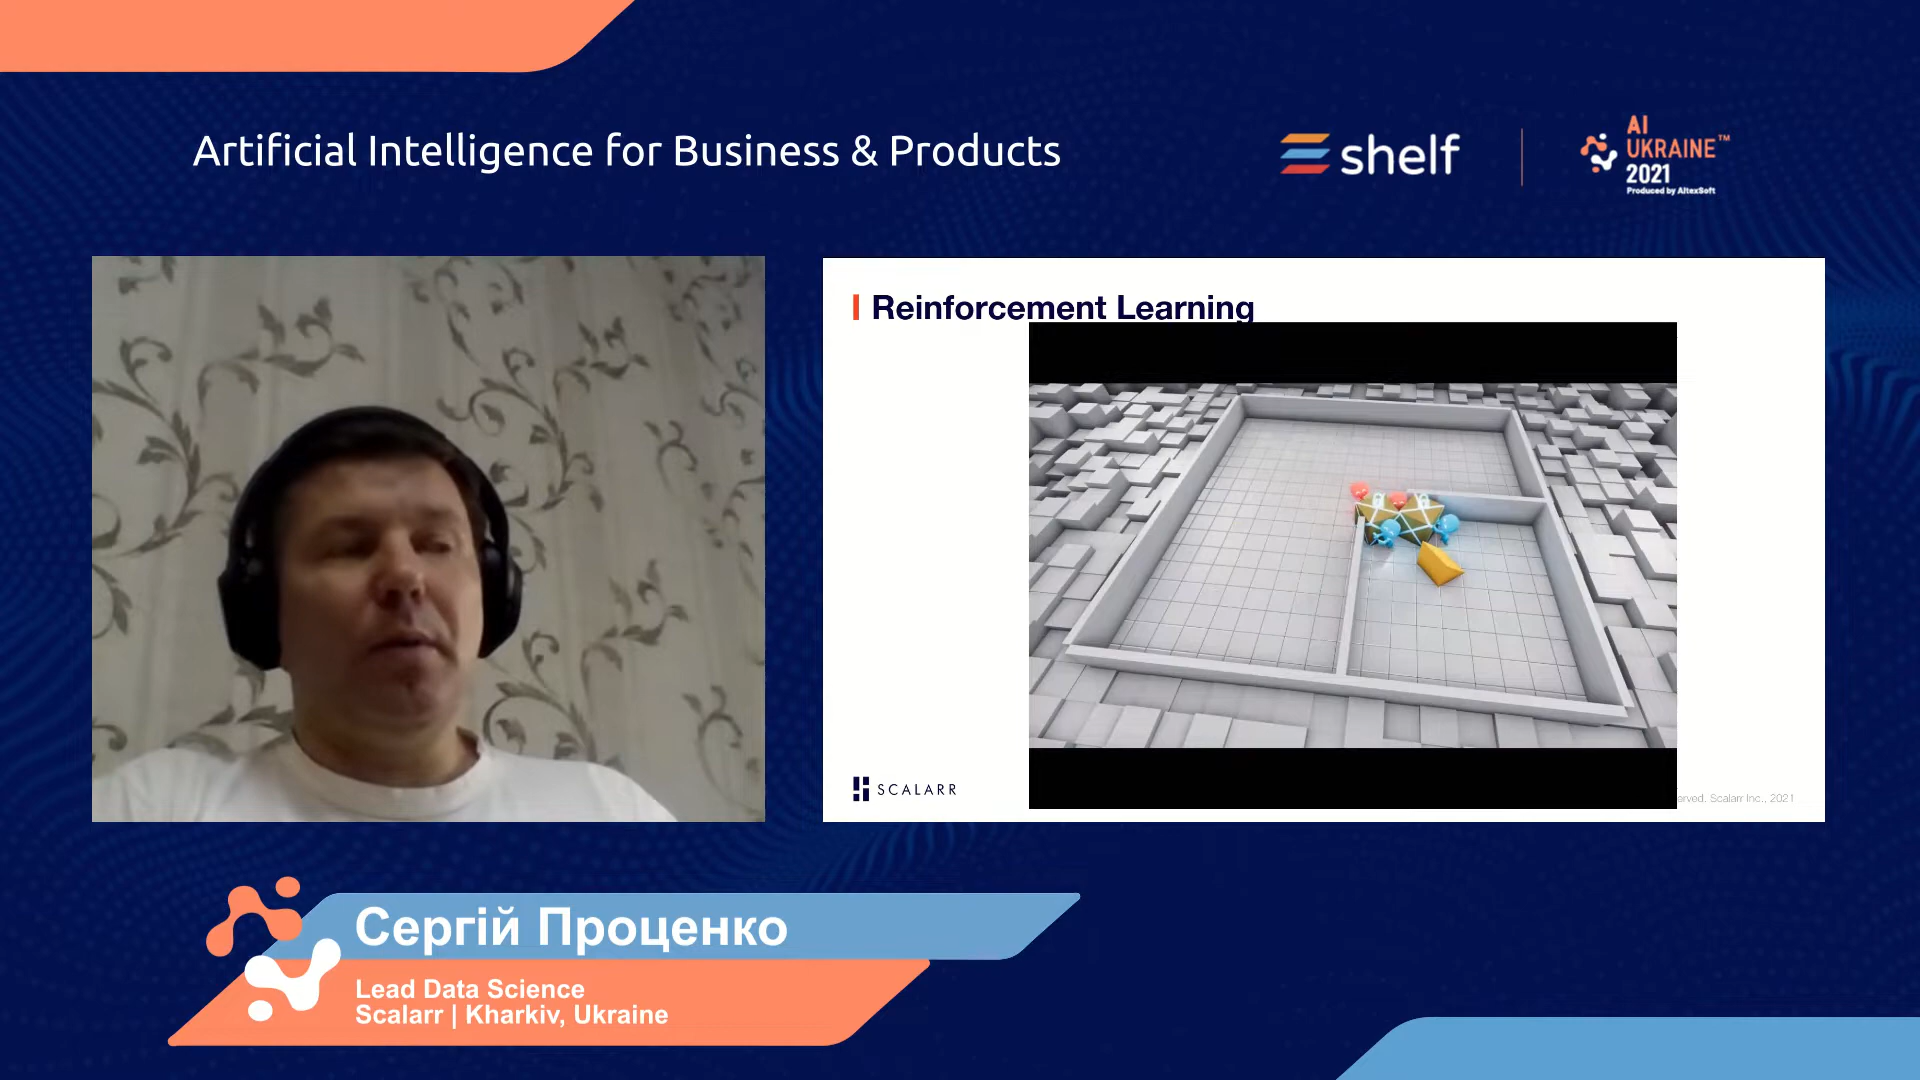 Artificial Intelligence for Business & Products
shelf
AI
UKRAINE™
2021
Produced by AltexSoft
Reinforcement Learning
SCALARR
erved. Scalarr Inc., 2021
Сергій Проценко
Lead Data Science
Scalarr | Kharkiv, Ukraine